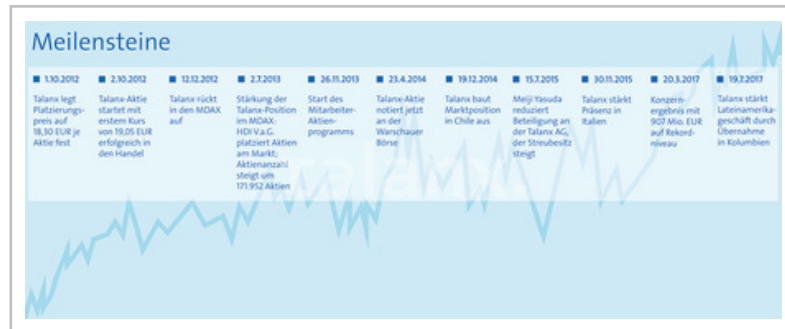 Meilensteine
1.10.2012
Talanx legt
Platzierungs-
preis auf
18,30 EUR je
Aktie fest
2.10.2012
Talanx-Aktie
startet mit
erstem Kurs
von 19,05 EUR
erfolgreich in
den Handel
12.12.2012
Talanx rückt
in den MDAX
auf
2.7.2013
Stärkung der
Talanx-Position
im MDAX:
HDI V.a.G.
platziert Aktien
am Markt;
Aktienanzahl
steigt um
171.952 Aktien
26.11.2013
Start des
Mitarbeiter-
Aktien-
programms
23.4.2014
Talanx-Aktie
notiert jetzt
an der
Warschauer
Börse
19.12.2014
Talanx baut
Marktposition
in Chile aus
15.7.2015
Meiji Yasuda
reduziert
Beteiligung an
der Talanx AG,
der Streubesitz
steigt
30.11.2015
Talanx stärkt
Präsenz in
Italien
20.3.2017
Konzern-
ergebnis mit
907 Mio. EUR
auf Rekord-
niveau
19.7.2017
Talanx stärkt
Lateinamerika-
geschäft durch
Übernahme
in Kolumbien
talanx.